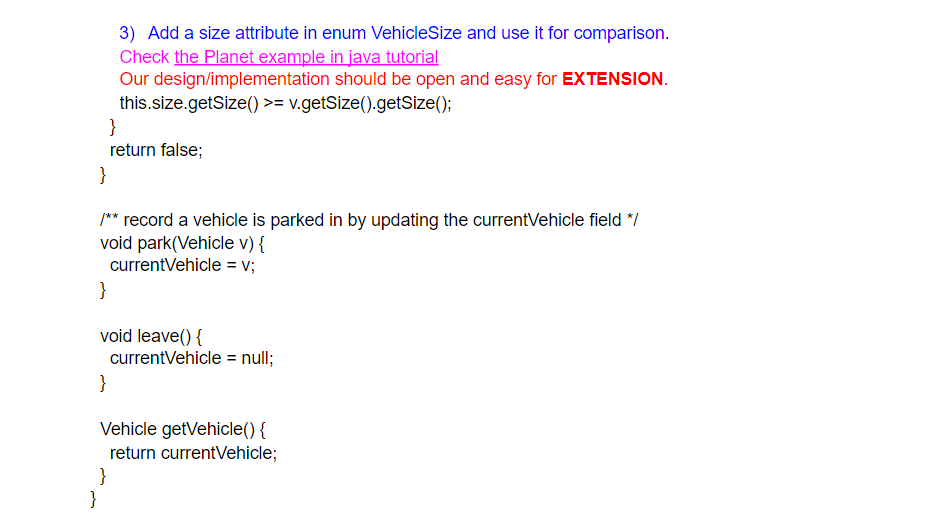 3) Add a size attribute in enum VehicleSize and use it for comparison.
Check the Planet example in java tutorial
Our design/implementation should be open and easy for EXTENSION.
this.size.getSize() >= v.getSize().getSize();
}
return false;
}
/** record a vehicle is parked in by updating the currentVehicle field */
void park(Vehicle v) {
currentVehicle = v;
}
void leave() {
currentVehicle = null;
}
Vehicle getVehicle() {
return currentVehicle;
}
}